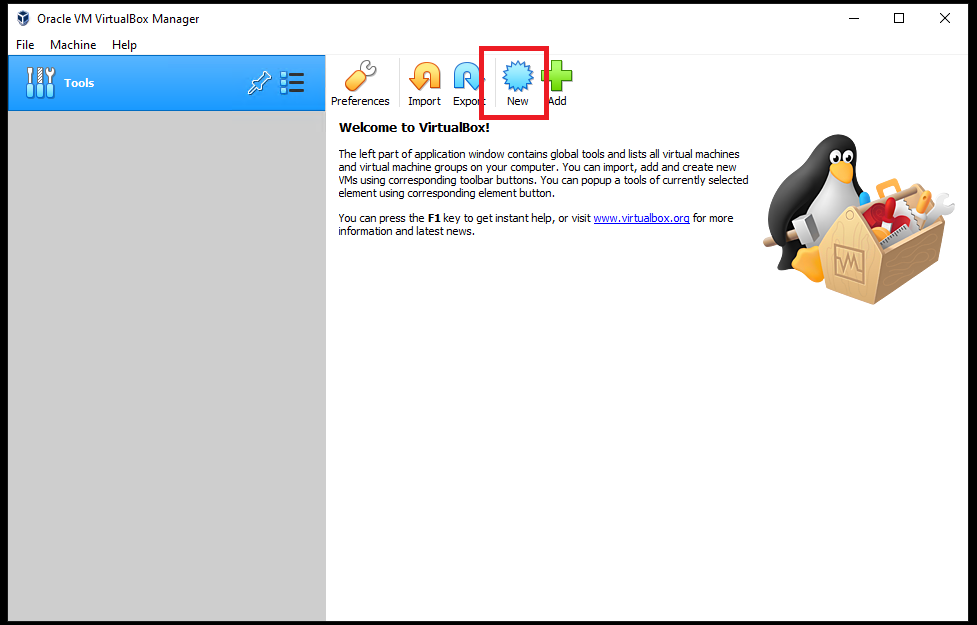 Oracle VM VirtualBox Manager
File Machine Help
Tools
Preferences Import Export New Add
Welcome to VirtualBox!
The left part of application window contains global tools and lists all virtual machines
and virtual machine groups on your computer. You can import, add and create new
VMs using corresponding toolbar buttons. You can popup a tools of currently selected
element using corresponding element button.
You can press the F1 key to get instant help, or visit www.virtualbox.org for more
information and latest news.
VM